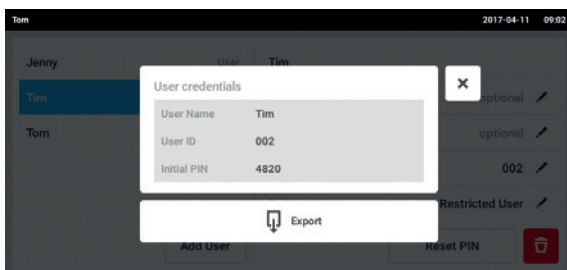 Tom 2017-04-11 09:02
Jenny User Tim
User credentials
Tim optional
User Name Tim
Tom User ID 002 optional
Initial PIN 4820 002
Restricted User
Export
Add User Reset PIN